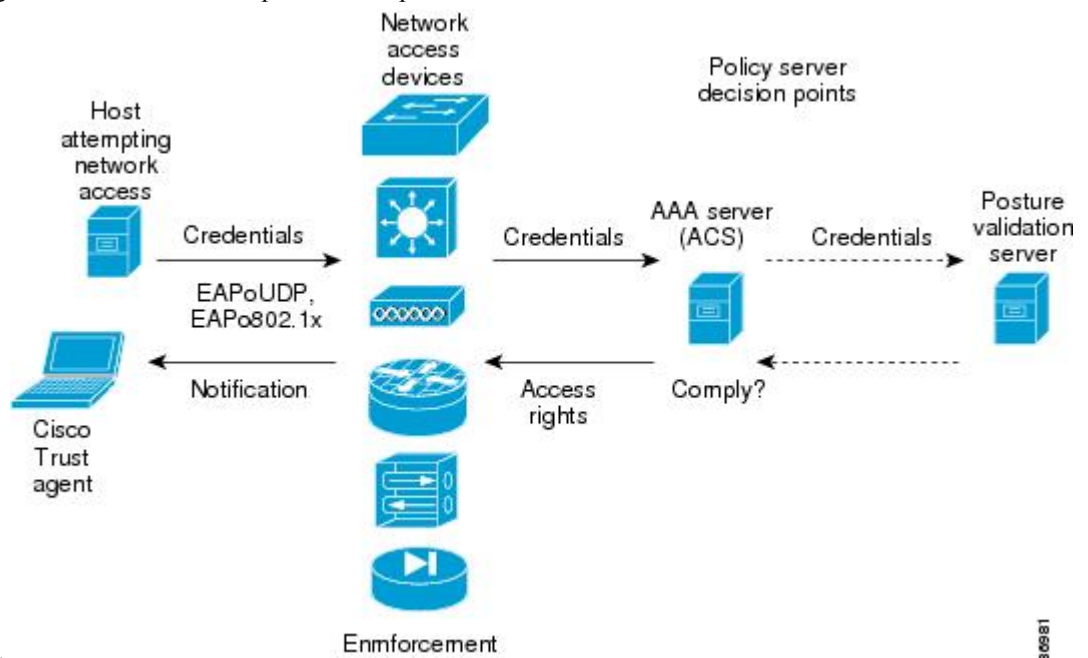 Network
access
devices
Policy server
decision points
Host
attempting
network
access
Credentials
EAPoUDP,
EAPo802.1x
Credentials
AAA server
(ACS)
Credentials
Posture
validation
server
Notification
Access
rights
Comply?
Cisco
Trust
agent
Enmforcement